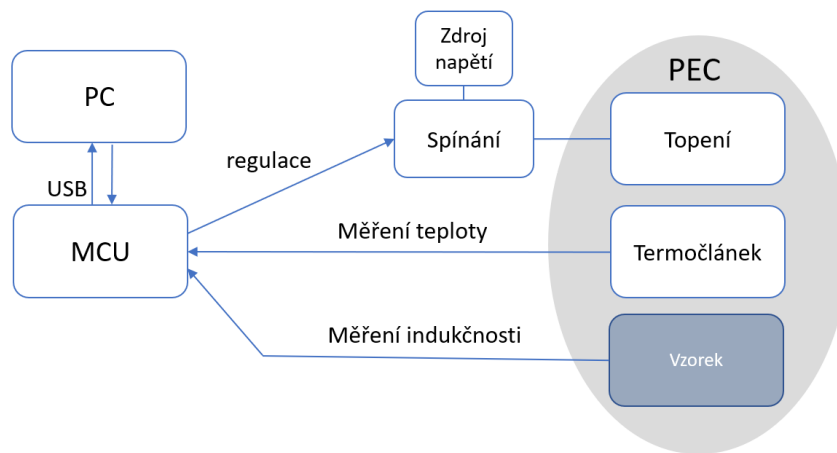 Zdroj
napětí
PEC
PC
Spínání
Topení
regulace
USB
MCU
Měření teploty
Termočlánek
Měření indukčnosti
Vzorek